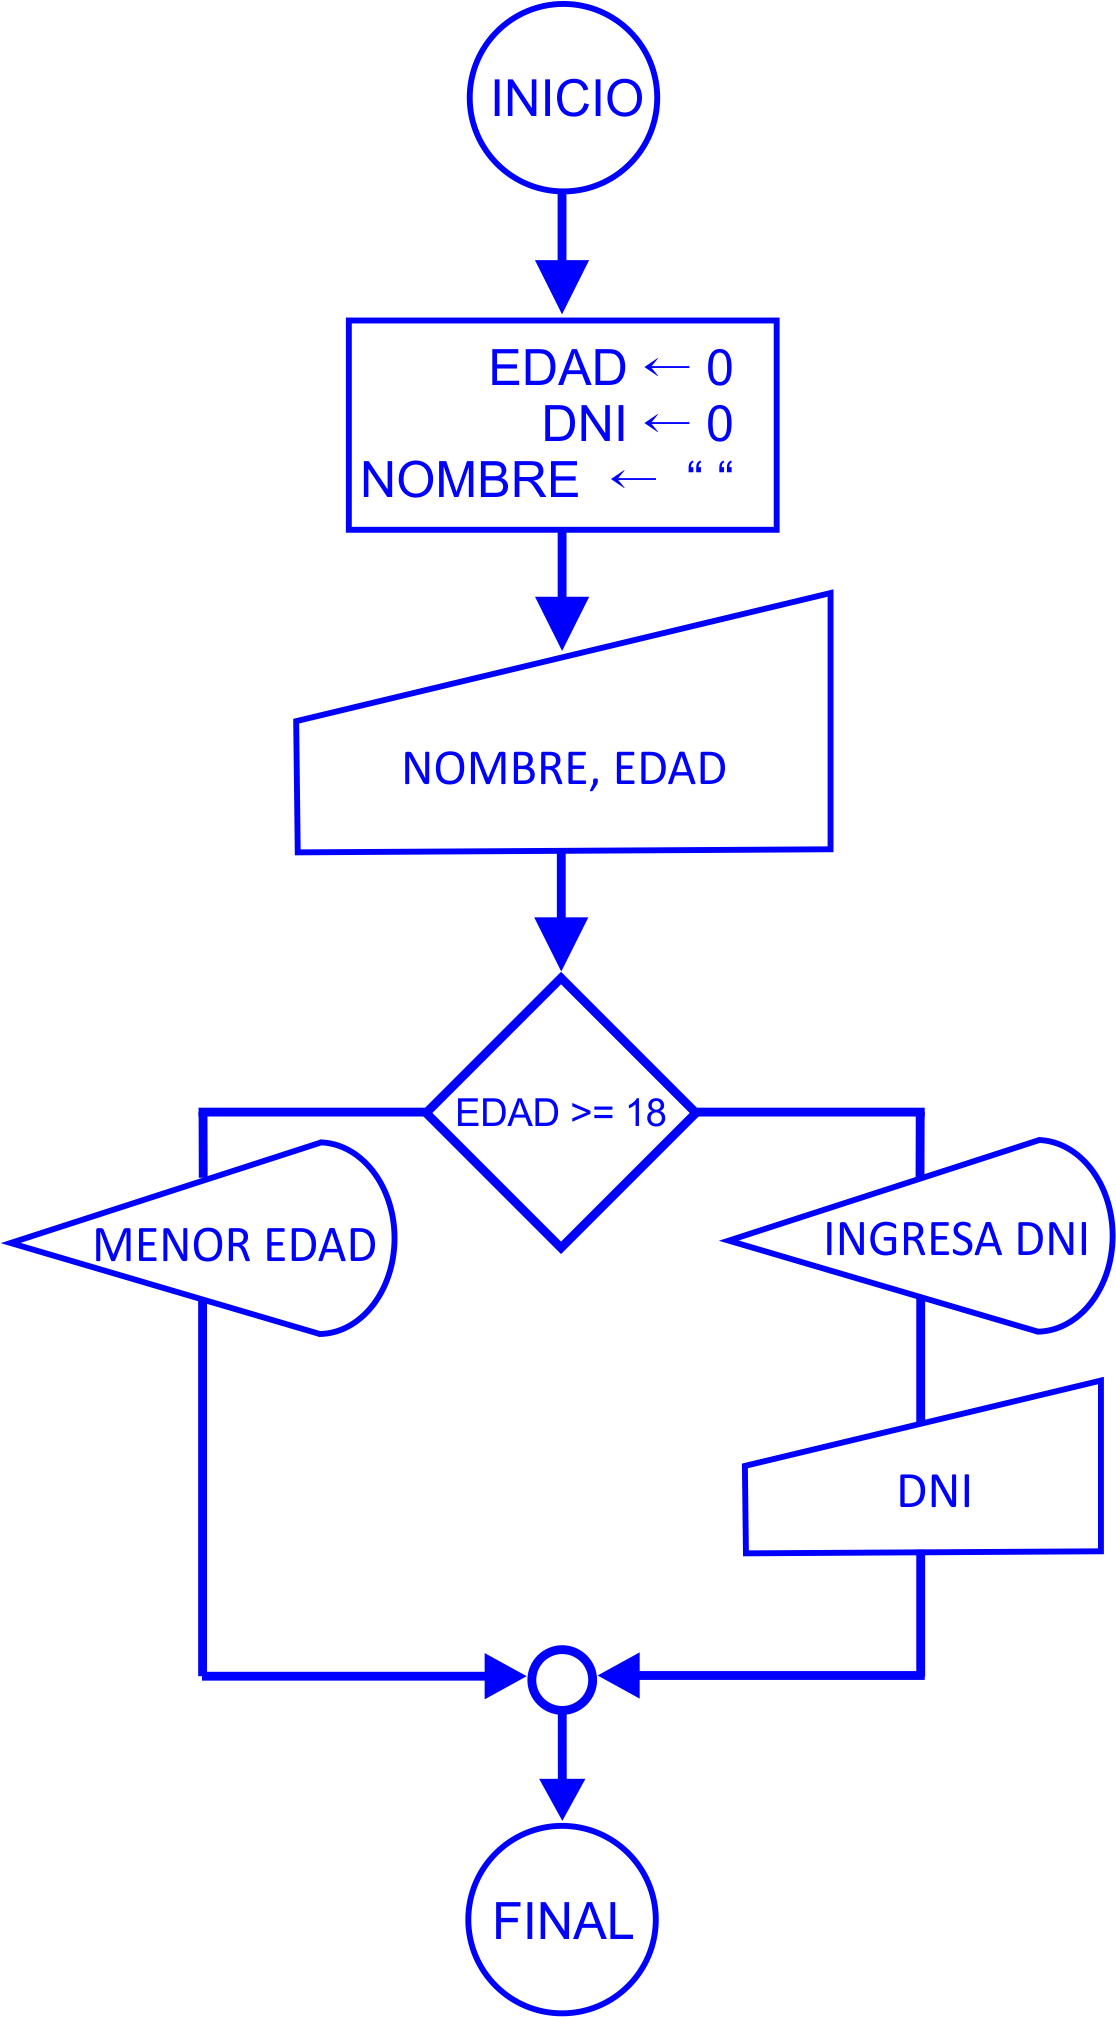 INICIO
EDAD ← 0
DNI ← 0
NOMBRE ← “ “
NOMBRE, EDAD
EDAD >= 18
MENOR EDAD
INGRESA DNI
DNI
FINAL